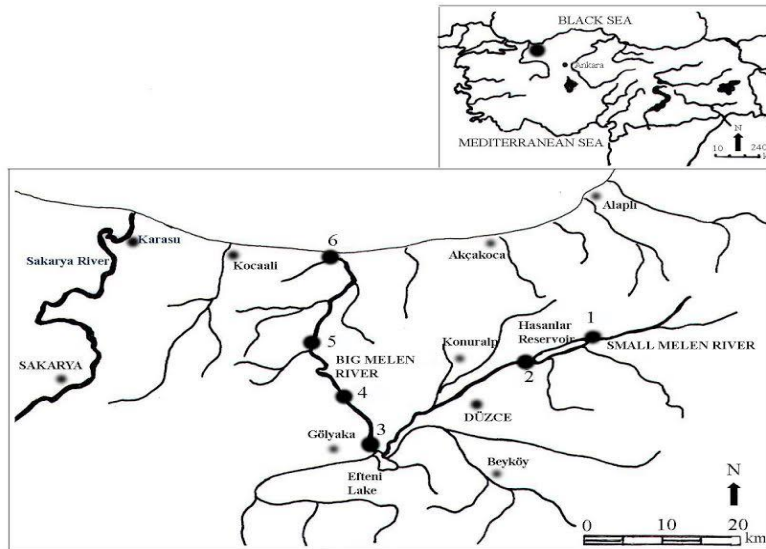 BLACK SEA
Ankara
MEDITERRANEAN SEA
N
10 240
Alaplı
Karasu
Sakarya River
Kocaali
6
Akçakoca
1
Hasanlar
Reservoir
SMALL MELEN RIVER
5
BIG MELEN
RIVER
Konuralp
2
SAKARYA
4
DÜZCE
3
Gölyaka
Efteni
Lake
Beyköy
N
0 10 20
km